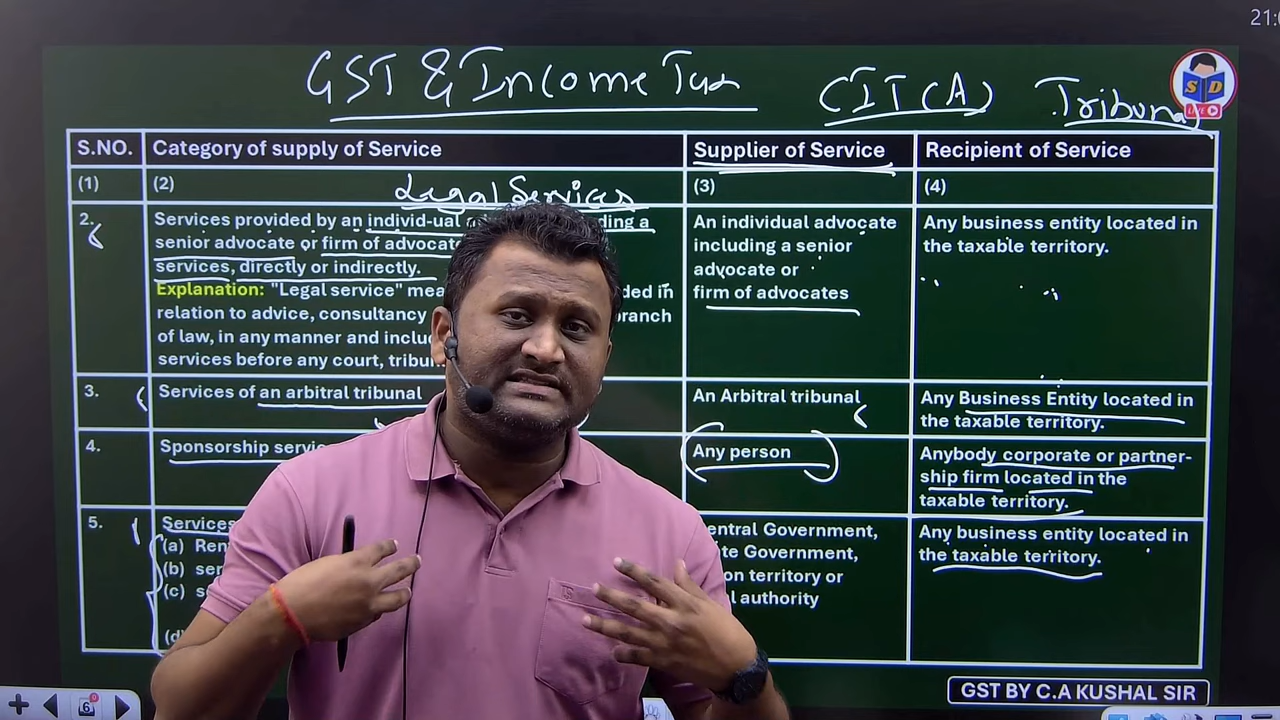 21:0
GST & Income Tax CIT(A) Tribuna
S D
LIVE
S.NO. Category of supply of Service Supplier of Service Recipient of Service
(1) (2) (3) (4)
Legal Services
2. Services provided by an individ-ual
senior advocate or firm of advocat
services, directly or indirectly.
Explanation: "Legal service" mea ded in
relation to advice, consultancy branch
of law, in any manner and inclu
services before any court, tribu
An individual advocate
including a senior
advocate or
firm of advocates
Any business entity located in
the taxable territory.
3. Services of an arbitral tribunal
An Arbitral tribunal
Any Business Entity located in
the taxable territory.
4. Sponsorship servi
Any person
Anybody corporate or partner-
ship firm located in the
taxable territory.
5. Services
(a) Ren
(b) ser
(c) s
(d
entral Government,
te Government,
on territory or
l authority
Any business entity located in
the taxable territory.
6
GST BY C.A KUSHAL SIR